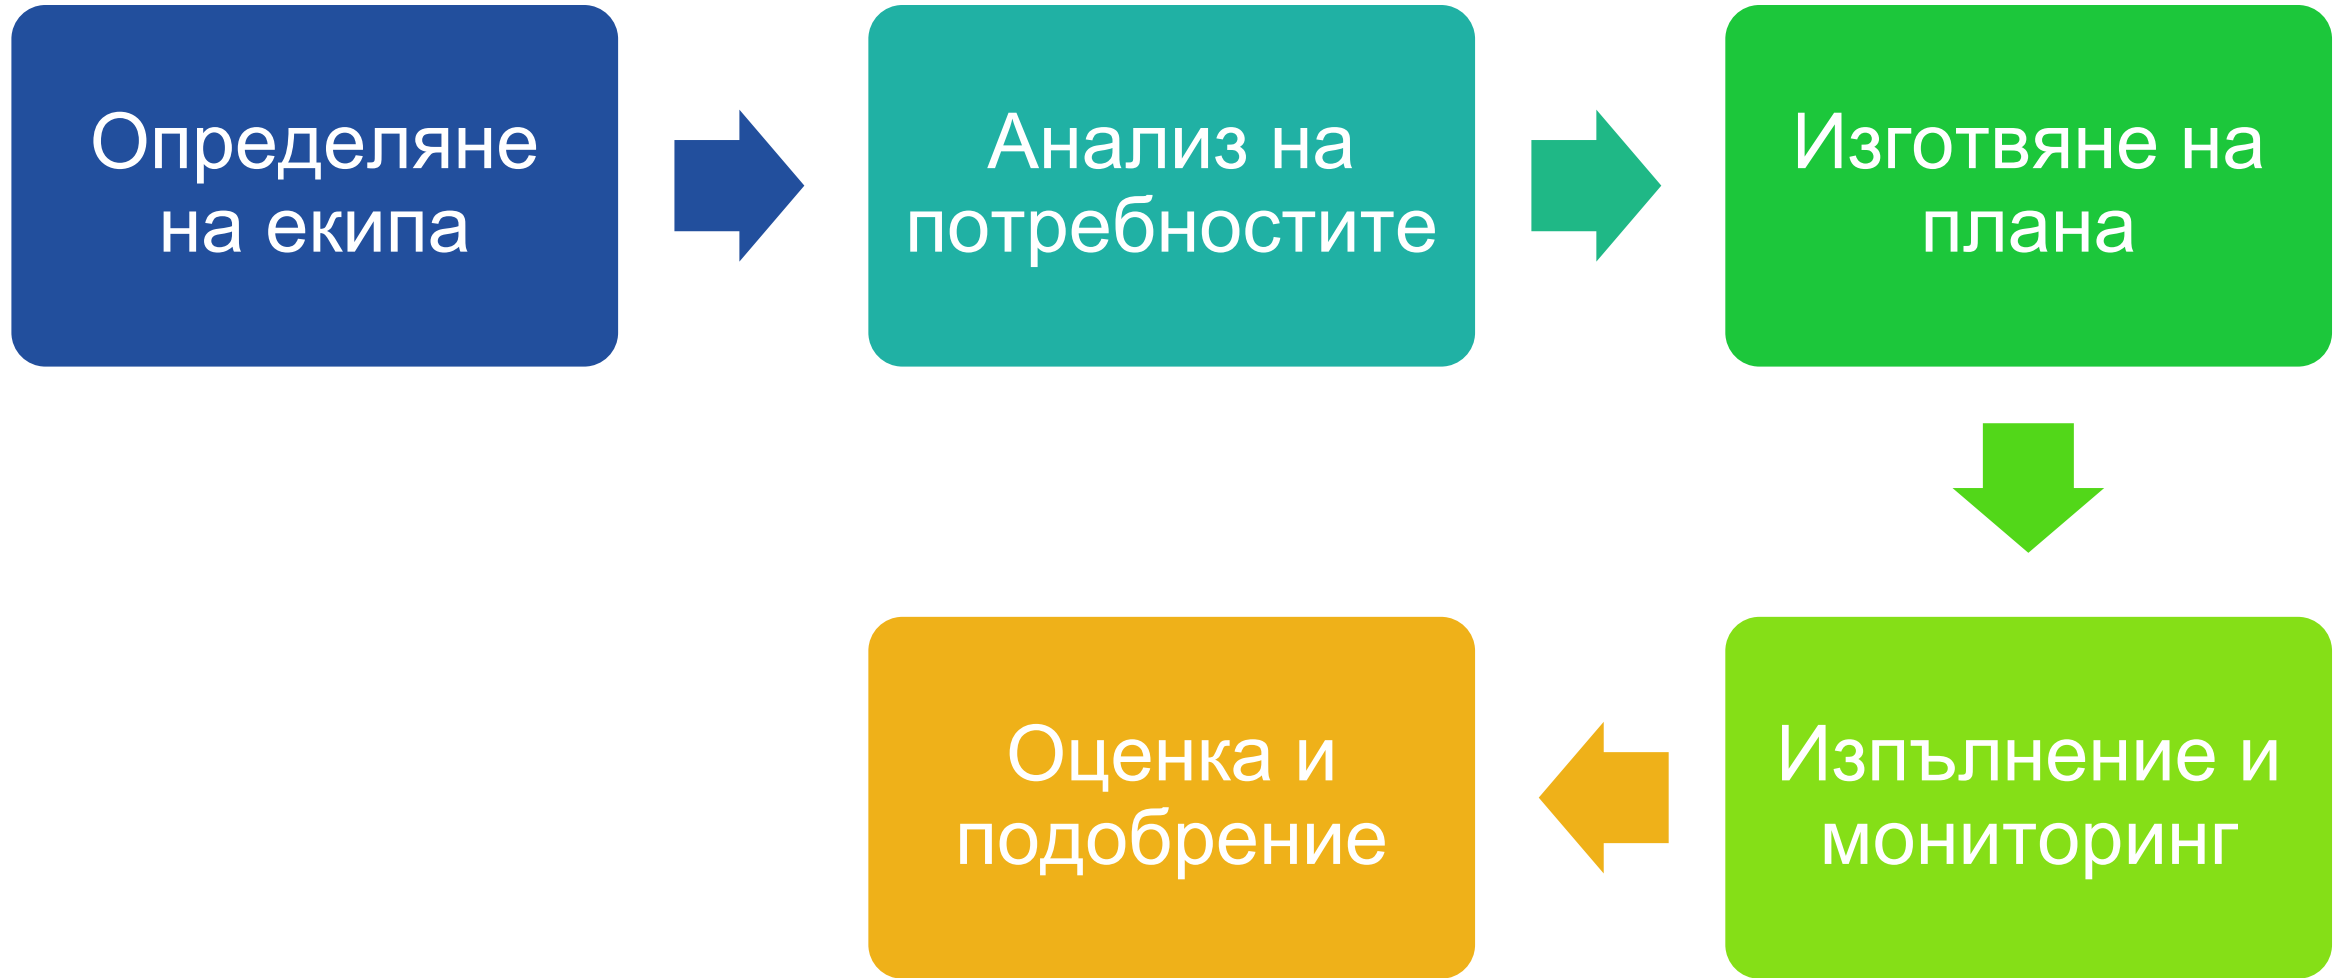 Определяне
на екипа
Анализ на
потребностите
Изготвяне на
плана
Изпълнение и
мониторинг
Оценка и
подобрение